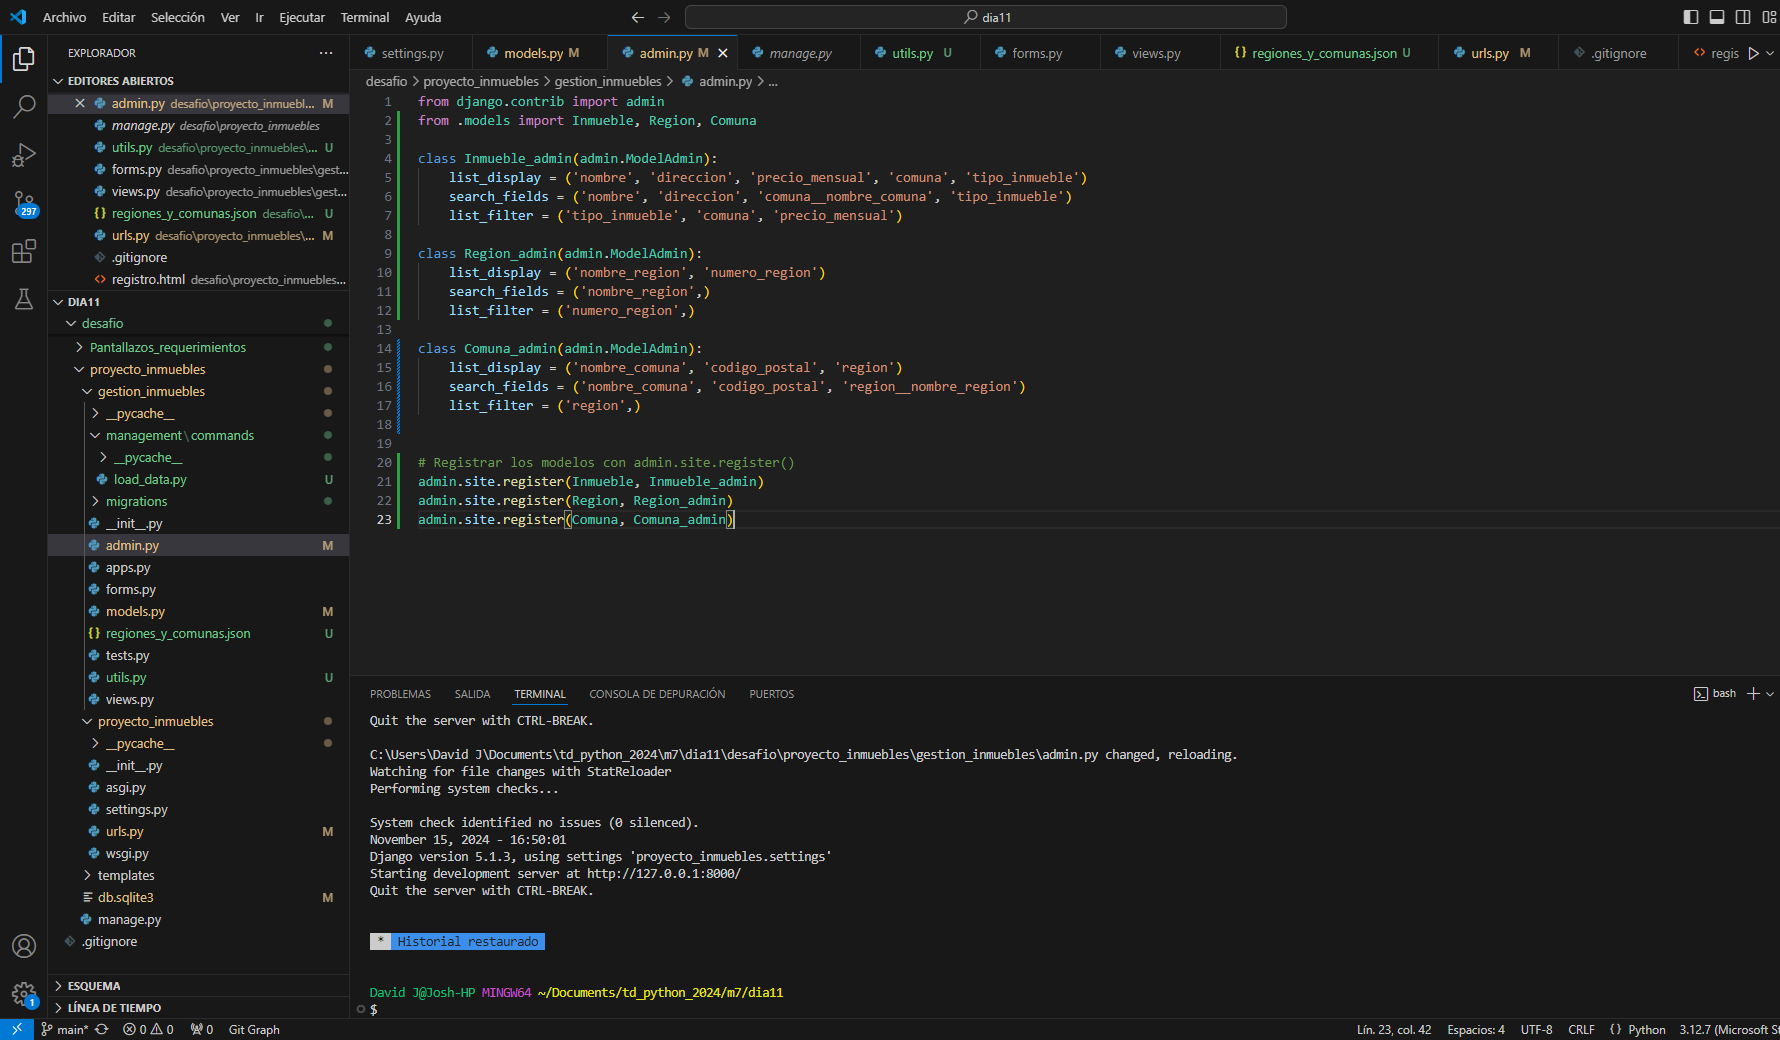 Archivo Editar Selección Ver Ir Ejecutar Terminal Ayuda
dia11
EXPLORADOR
EDITORES ABIERTOS
admin.py desafio\proyecto_inmuebl... M
manage.py desafio\proyecto_inmuebles
utils.py desafio\proyecto_inmuebles\... U
forms.py desafio\proyecto_inmuebles\gest...
views.py desafio\proyecto_inmuebles\gest...
{} regiones_y_comunas.json desafio\... U
urls.py desafio\proyecto_inmuebles\... M
.gitignore
<> registro.html desafio\proyecto_inmuebles...
297
DIA11
desafio
Pantallazos_requerimientos
proyecto_inmuebles
gestion_inmuebles
__pycache__
management\commands
__pycache__
load_data.py U
migrations
__init__.py
admin.py M
apps.py
forms.py
models.py M
{} regiones_y_comunas.json U
tests.py
utils.py U
views.py
proyecto_inmuebles
__pycache__
__init__.py
asgi.py
settings.py
urls.py M
wsgi.py
templates
db.sqlite3 M
manage.py
.gitignore
ESQUEMA
LÍNEA DE TIEMPO
1
settings.py models.py M admin.py M manage.py utils.py U forms.py views.py {} regiones_y_comunas.json U urls.py M .gitignore <> regis
desafio > proyecto_inmuebles > gestion_inmuebles > admin.py > ...
1 from django.contrib import admin
2 from .models import Inmueble, Region, Comuna
3
4 class Inmueble_admin(admin.ModelAdmin):
5 list_display = ('nombre', 'direccion', 'precio_mensual', 'comuna', 'tipo_inmueble')
6 search_fields = ('nombre', 'direccion', 'comuna__nombre_comuna', 'tipo_inmueble')
7 list_filter = ('tipo_inmueble', 'comuna', 'precio_mensual')
8
9 class Region_admin(admin.ModelAdmin):
10 list_display = ('nombre_region', 'numero_region')
11 search_fields = ('nombre_region',)
12 list_filter = ('numero_region',)
13
14 class Comuna_admin(admin.ModelAdmin):
15 list_display = ('nombre_comuna', 'codigo_postal', 'region')
16 search_fields = ('nombre_comuna', 'codigo_postal', 'region__nombre_region')
17 list_filter = ('region',)
18
19
20 # Registrar los modelos con admin.site.register()
21 admin.site.register(Inmueble, Inmueble_admin)
22 admin.site.register(Region, Region_admin)
23 admin.site.register(Comuna, Comuna_admin)
PROBLEMAS SALIDA TERMINAL CONSOLA DE DEPURACIÓN PUERTOS
bash
Quit the server with CTRL-BREAK.
C:\Users\David J\Documents\td_python_2024\m7\dia11\desafio\proyecto_inmuebles\gestion_inmuebles\admin.py changed, reloading.
Watching for file changes with StatReloader
Performing system checks...
System check identified no issues (0 silenced).
November 15, 2024 - 16:50:01
Django version 5.1.3, using settings 'proyecto_inmuebles.settings'
Starting development server at http://127.0.0.1:8000/
Quit the server with CTRL-BREAK.
* Historial restaurado
David J@Josh-HP MINGW64 ~/Documents/td_python_2024/m7/dia11
$
main* 0 0 0 Git Graph
Lín. 23, col. 42 Espacios: 4 UTF-8 CRLF {} Python 3.12.7 (Microsoft St